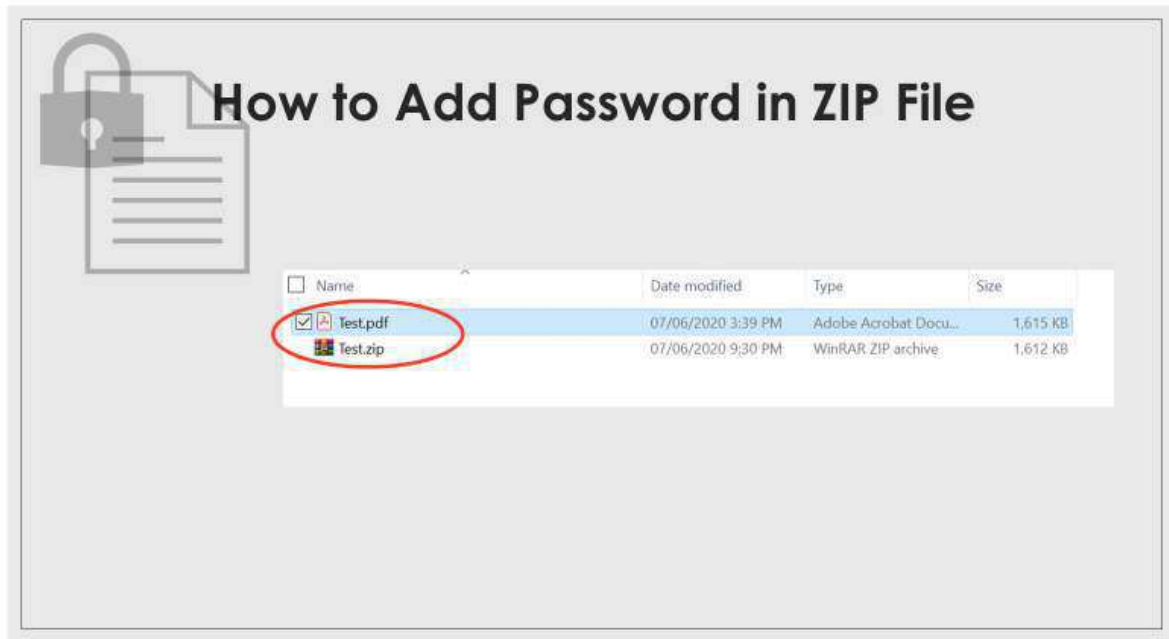 How to Add Password in ZIP File
Name Date modified Type Size
Test.pdf 07/06/2020 3:39 PM Adobe Acrobat Docu... 1,615 KB
Test.zip 07/06/2020 9:30 PM WinRAR ZIP archive 1,612 KB